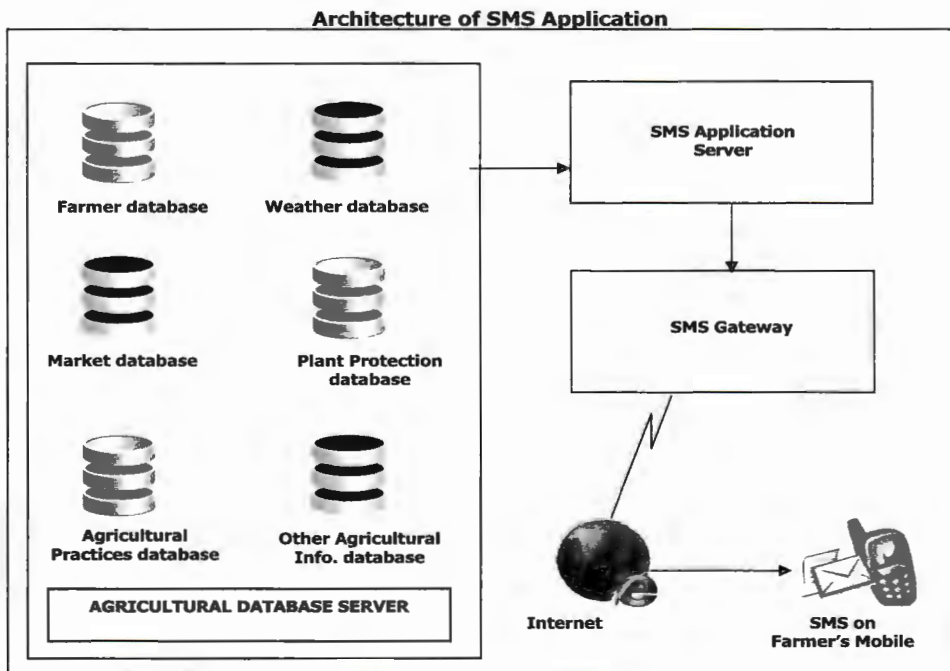 Architecture of SMS Application
Farmer database
Weather database
Market database
Plant Protection
database
Agricultural
Practices database
Other Agricultural
Info. database
AGRICULTURAL DATABASE SERVER
SMS Application
Server
SMS Gateway
Internet
SMS on
Farmer's Mobile